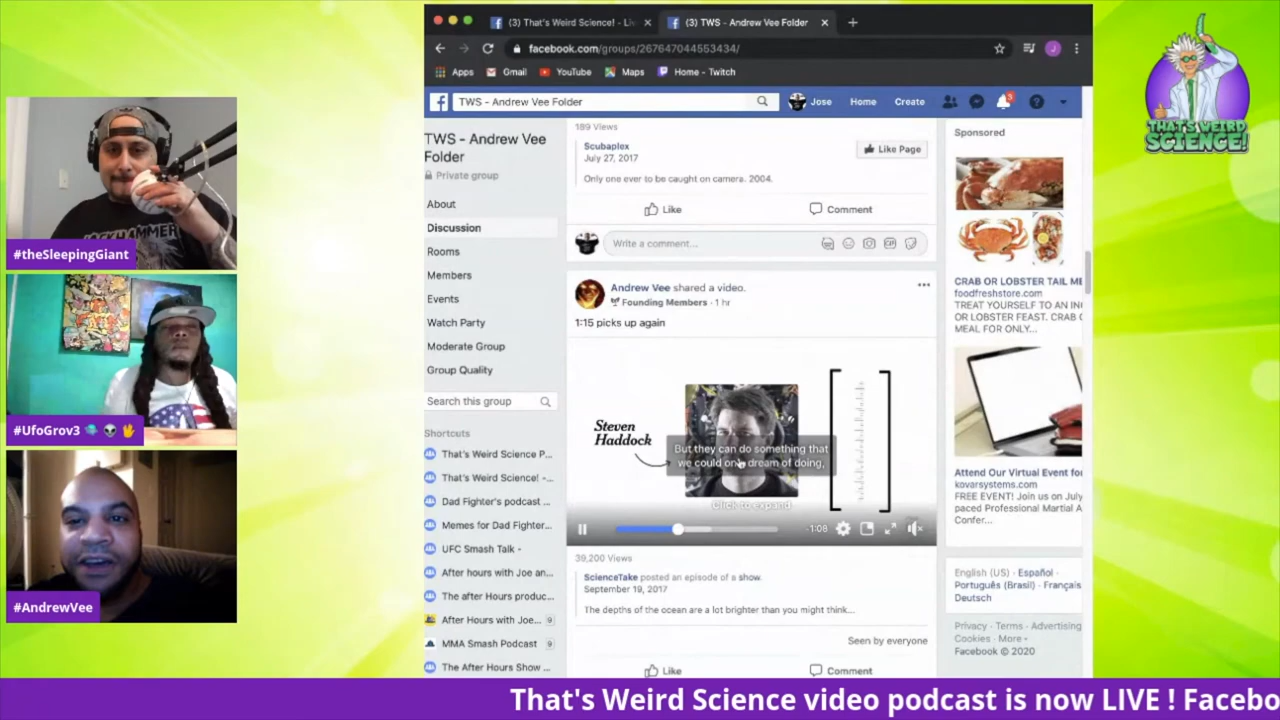 (3) That's Weird Science! - Liv
(3) TWS - Andrew Vee Folder
facebook.com/groups/267647044553434/
J
Apps
Gmail
YouTube
Maps
Home - Twitch
TWS - Andrew Vee Folder
Jose
Home
Create
3
THAT'S WEIRD
SCIENCE!
TWS - Andrew Vee
Folder
Private group
About
Discussion
Rooms
Members
Events
Watch Party
Moderate Group
Group Quality
Search this group
Shortcuts
That's Weird Science P...
That's Weird Science! -...
Dad Fighter's podcast ...
Memes for Dad Fighter...
UFC Smash Talk -
After hours with Joe an...
The after Hours produc...
After Hours with Joe... 9
MMA Smash Podcast 9
The After Hours Show ...
189 Views
Scubaplex
July 27, 2017
Like Page
Only one ever to be caught on camera. 2004.
Like
Comment
Write a comment...
GIF
Andrew Vee shared a video.
Founding Members · 1 hr
1:15 picks up again
Steven
Haddock
But they can do something that
we could only dream of doing,
Click to expand
-1:08
39,200 Views
ScienceTake posted an episode of a show.
September 19, 2017
The depths of the ocean are a lot brighter than you might think...
Seen by everyone
Like
Comment
Sponsored
CRAB OR LOBSTER TAIL ME
foodfreshstore.com
TREAT YOURSELF TO AN IN
OR LOBSTER FEAST. CRAB
MEAL FOR ONLY...
Attend Our Virtual Event for
kovarsystems.com
FREE EVENT! Join us on July
paced Professional Martial A
Confer...
English (US) · Español ·
Português (Brasil) · Français
Deutsch
Privacy · Terms · Advertising
Cookies · More
Facebook © 2020
#theSleepingGiant
#UfoGrov3
#AndrewVee
That's Weird Science video podcast is now LIVE ! Facebo